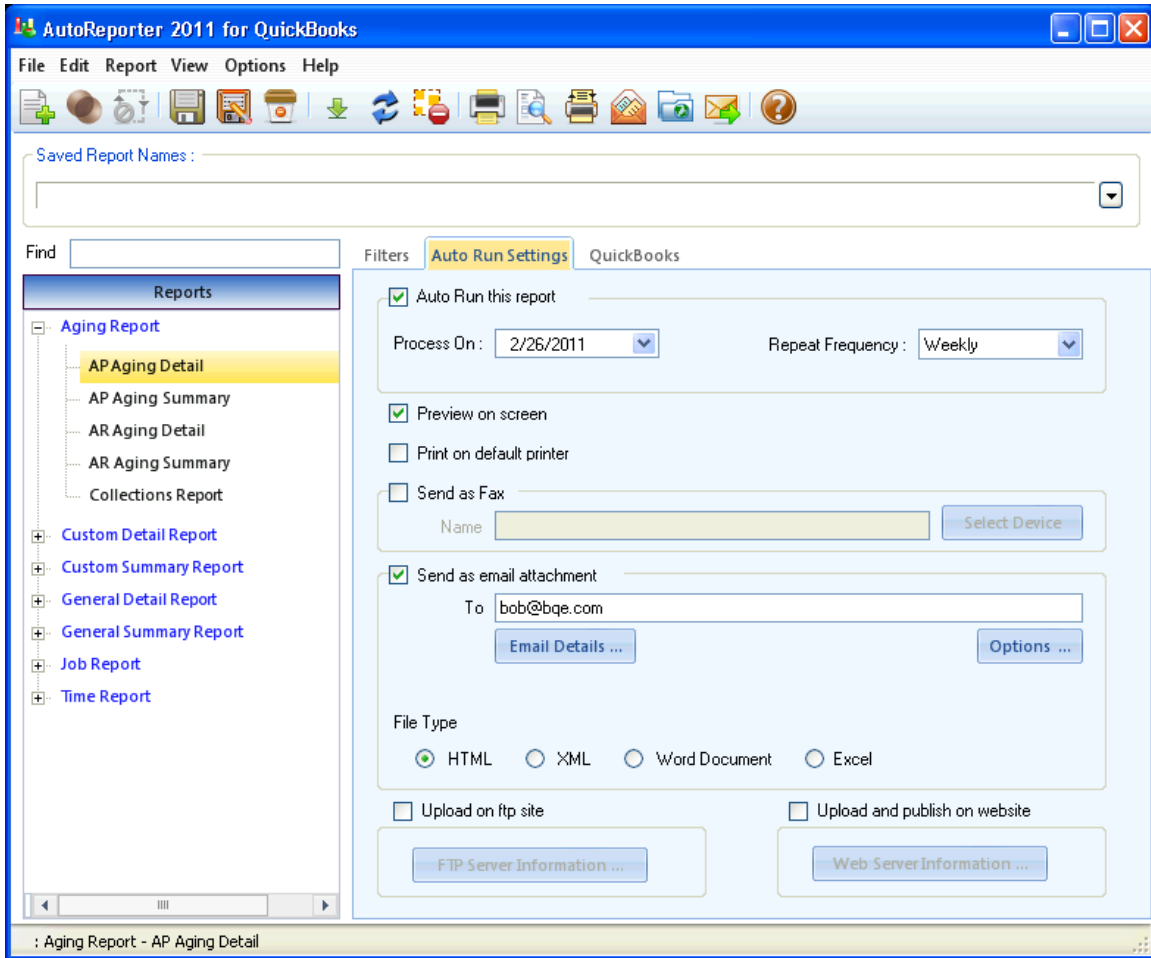 AutoReporter 2011 for QuickBooks
File Edit Report View Options Help
Saved Report Names :
Find
Filters Auto Run Settings QuickBooks
Reports
Aging Report
AP Aging Detail
AP Aging Summary
AR Aging Detail
AR Aging Summary
Collections Report
Custom Detail Report
Custom Summary Report
General Detail Report
General Summary Report
Job Report
Time Report
Auto Run this report
Process On : 2/26/2011 Repeat Frequency : Weekly
Preview on screen
Print on default printer
Send as Fax
Name Select Device
Send as email attachment
To bob@bqe.com
Email Details ... Options ...
File Type
HTML XML Word Document Excel
Upload on ftp site Upload and publish on website
FTP Server Information ... Web Server Information ...
: Aging Report - AP Aging Detail